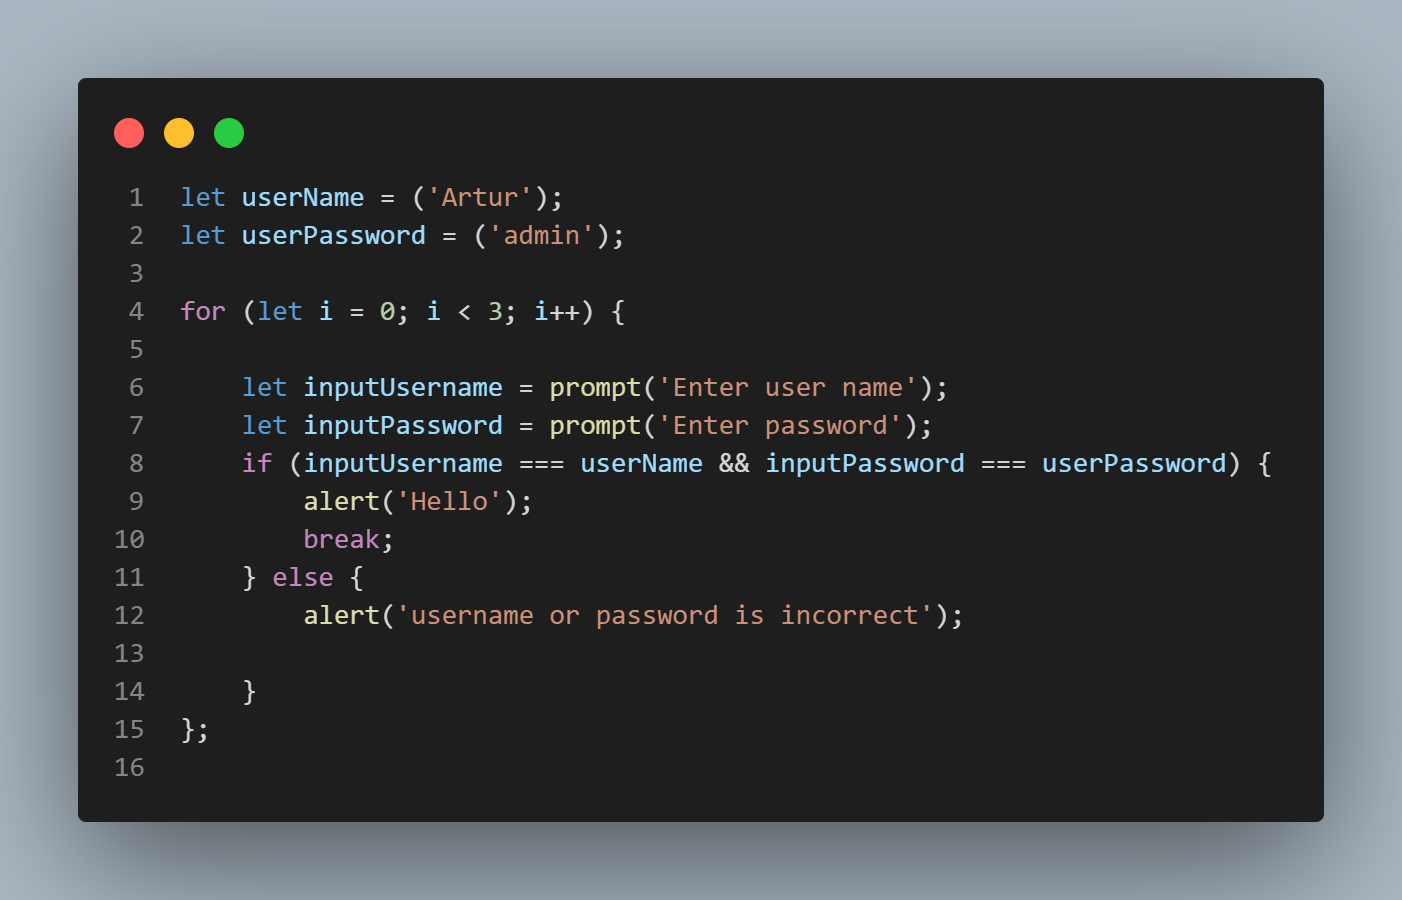 1 let userName = ('Artur');
2 let userPassword = ('admin');
3
4 for (let i = 0; i < 3; i++) {
5
6     let inputUsername = prompt('Enter user name');
7     let inputPassword = prompt('Enter password');
8     if (inputUsername === userName && inputPassword === userPassword) {
9         alert('Hello');
10         break;
11     } else {
12         alert('username or password is incorrect');
13
14     }
15 };
16